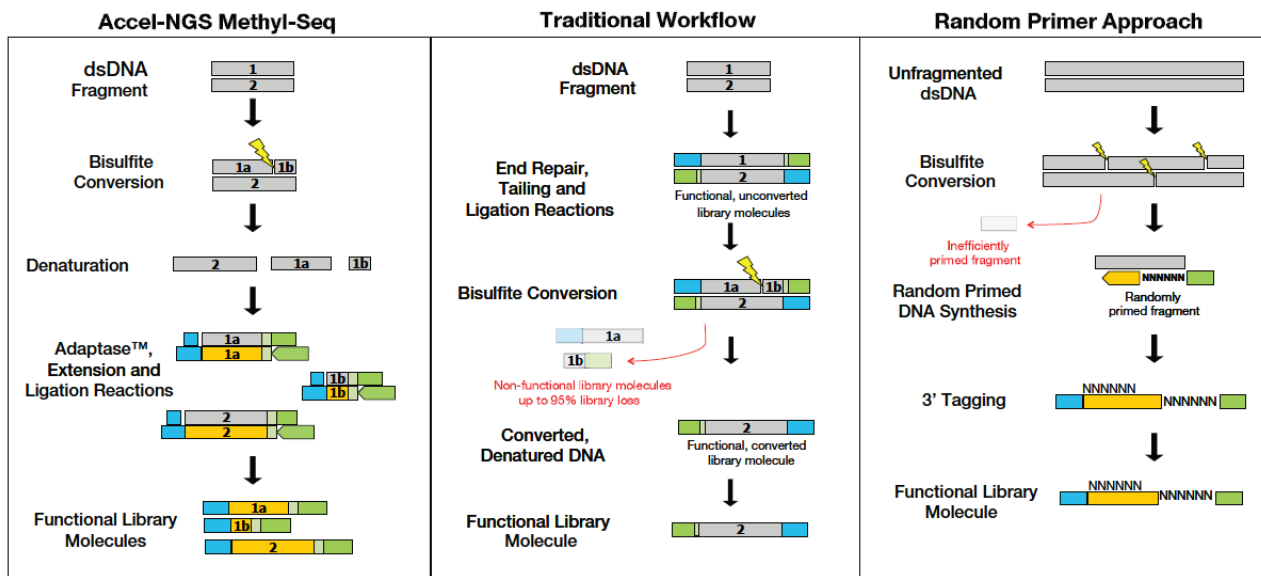 Accel-NGS Methyl-Seq
dsDNA
Fragment
1
2
Bisulfite
Conversion
1a
1b
2
Denaturation
2
1a
1b
Adaptase™,
Extension and
Ligation Reactions
1a
1a
1b
1b
2
2
Functional Library
Molecules
1a
1b
2
Traditional Workflow
dsDNA
Fragment
1
2
End Repair,
Tailing and
Ligation Reactions
1
2
Functional, unconverted
library molecules
Bisulfite Conversion
1a
1b
2
1a
1b
Non-functional library molecules
up to 95% library loss
Converted,
Denatured DNA
2
Functional, converted
library molecule
Functional Library
Molecule
2
Random Primer Approach
Unfragmented
dsDNA
Bisulfite
Conversion
Inefficiently
primed fragment
Random Primed
DNA Synthesis
NNNNNN
Randomly
primed fragment
3’ Tagging
NNNNNN
NNNNNN
Functional Library
Molecule
NNNNNN
NNNNNN